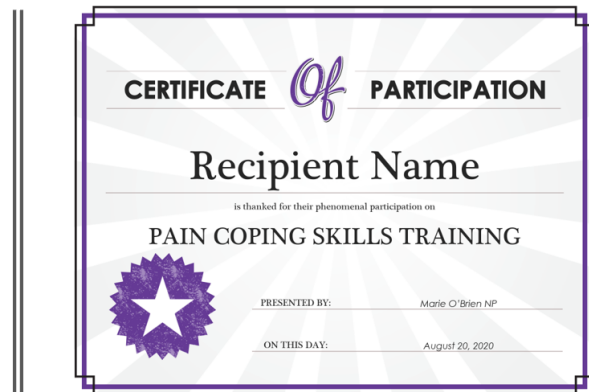 CERTIFICATE Of PARTICIPATION
Recipient Name
is thanked for their phenomenal participation on
PAIN COPING SKILLS TRAINING
PRESENTED BY: Marie O'Brien NP
ON THIS DAY: August 20, 2020